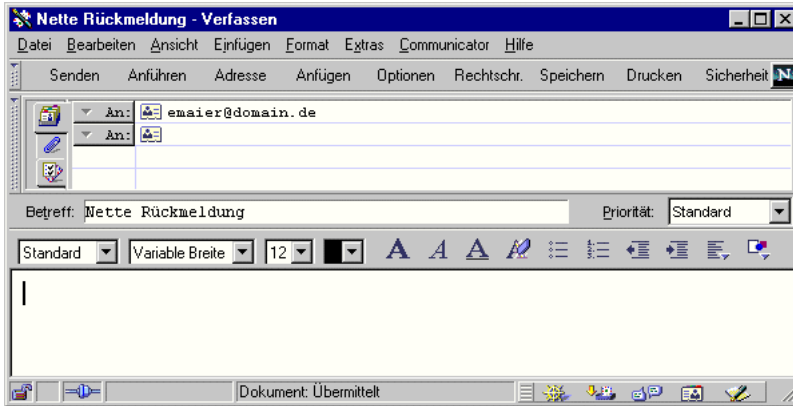 Nette Rückmeldung - Verfassen
Datei Bearbeiten Ansicht Einfügen Format Extras Communicator Hilfe
Senden Anführen Adresse Anfügen Optionen Rechtschr. Speichern Drucken Sicherheit N
An: emaier@domain.de
An:
Betreff: Nette Rückmeldung Priorität: Standard
Standard Variable Breite 12 A A A
Dokument: Übermittelt